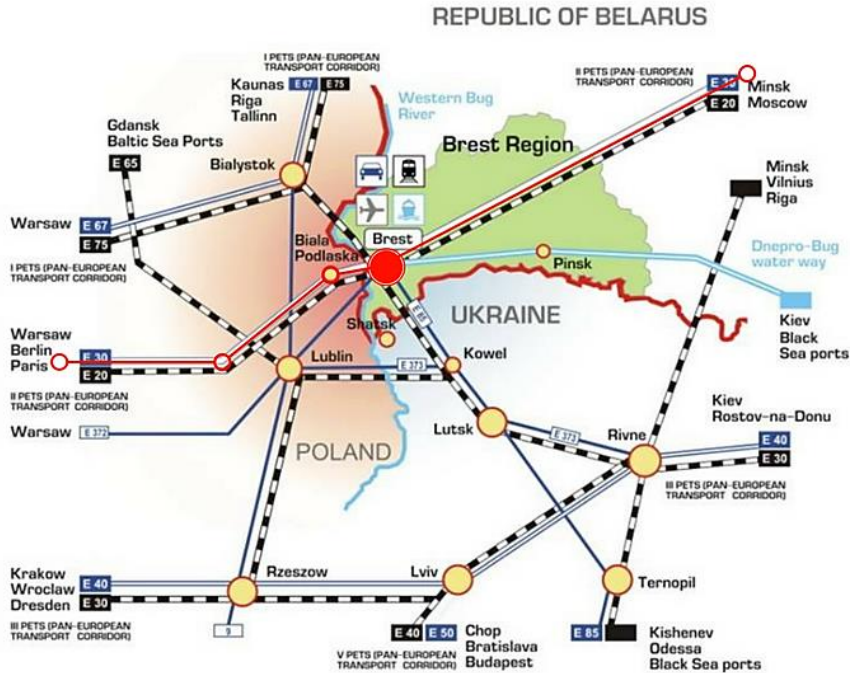 REPUBLIC OF BELARUS
I PETS (PAN-EUROPEAN
TRANSPORT CORRIDOR)
Kaunas
Riga
Tallinn
E 67
E 75
Western Bug
River
II PETS (PAN-EUROPEAN
TRANSPORT CORRIDOR)
Minsk
Moscow
E 20
Gdansk
Baltic Sea Ports
E 65
Bialystok
Brest Region
Minsk
Vilnius
Riga
Warsaw
E 67
E 75
I PETS (PAN-EUROPEAN
TRANSPORT CORRIDOR)
Biala
Podlaska
Brest
Pinsk
Dnepro-Bug
water way
Kiev
Black
Sea ports
E 85
UKRAINE
Shatsk
Warsaw
Berlin
Paris
E 30
E 20
II PETS (PAN-EUROPEAN
TRANSPORT CORRIDOR)
Lublin
E 373
Kowel
Warsaw
E 372
POLAND
Lutsk
E 373
Rivne
Kiev
Rostov-na-Donu
E 40
E 30
III PETS (PAN-EUROPEAN
TRANSPORT CORRIDOR)
Krakow
Wroclaw
Dresden
E 40
E 30
III PETS (PAN-EUROPEAN
TRANSPORT CORRIDOR)
Rzeszow
9
Lviv
Ternopil
V PETS (PAN-EUROPEAN
TRANSPORT CORRIDOR)
E 40
E 50
Chop
Bratislava
Budapest
E 85
Kishenev
Odessa
Black Sea ports